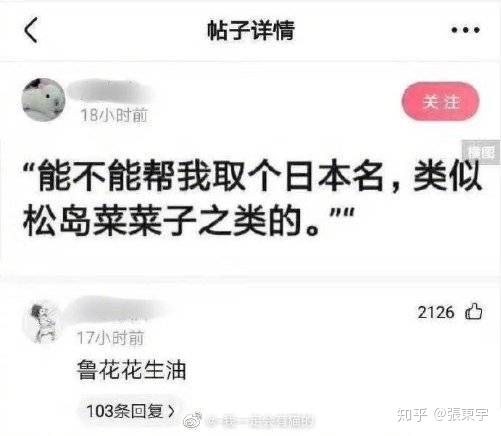 帖子详情
18小时前
关注
横图
“能不能帮我取个日本名，类似
松岛菜菜子之类的。”“
2126
17小时前
鲁花花生油
103条回复>
知乎 @張東宇